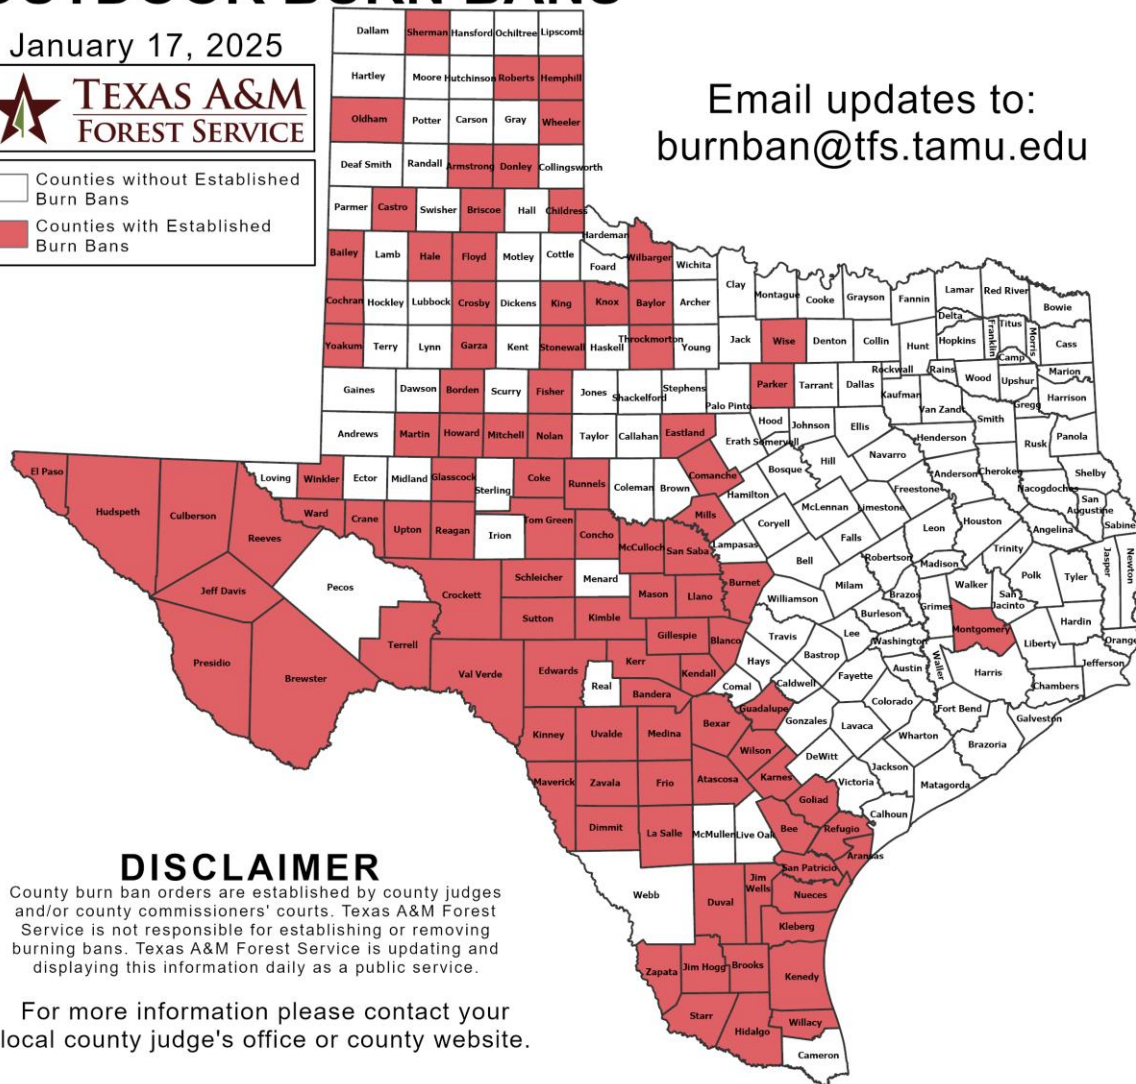 OUTDOOR BURN BANS
January 17, 2025
TEXAS A&M
FOREST SERVICE
Counties without Established
Burn Bans
Counties with Established
Burn Bans
Email updates to:
burnban@tfs.tamu.edu
Dallam Sherman Hansford Ochiltree Lipscomb
Hartley Moore Hutchinson Roberts Hemphill
Oldham Potter Carson Gray Wheeler
Deaf Smith Randall Armstrong Donley Collingsworth
Parmer Castro Swisher Briscoe Hall Childress
Hardeman
Bailey Lamb Hale Floyd Motley Cottle Foard Wilbarger Wichita
Clay Montague Cooke Grayson Fannin Lamar Red River Bowie
Cochran Hockley Lubbock Crosby Dickens King Knox Baylor Archer
Delta Franklin Titus Morris
Yoakum Terry Lynn Garza Kent Stonewall Haskell Throckmorton Young Jack Wise Denton Collin Hunt Hopkins Camp Cass
Rockwall Rains Wood Upshur Marion
Gaines Dawson Borden Scurry Fisher Jones Shackelford Stephens Palo Pinto Parker Tarrant Dallas Kaufman Van Zandt Smith Gregg Harrison
Hood Johnson Ellis
Andrews Martin Howard Mitchell Nolan Taylor Callahan Eastland Erath Somervell Henderson Rusk Panola
El Paso Loving Winkler Ector Midland Glasscock Sterling Coke Runnels Coleman Brown Comanche Bosque Hill Navarro Anderson Cherokee Shelby
Hamilton Freestone Nacogdoches San
Augustine
Hudspeth Culberson Reeves Ward Crane Upton Reagan Irion Tom Green Concho McCulloch San Saba Mills Lampasas Coryell McLennan Limestone Leon Houston Angelina Sabine
Falls Robertson Madison Trinity Jasper Newton
Jeff Davis Pecos Crockett Schleicher Menard Mason Llano Burnet Bell Milam Brazos Grimes Walker San
Jacinto Polk Tyler
Williamson Burleson
Sutton Kimble Gillespie Blanco Travis Lee Washington Montgomery Liberty Hardin Orange
Presidio Brewster Terrell Val Verde Edwards Real Kerr Bandera Kendall Hays Comal Bastrop Caldwell Fayette Austin Waller Harris Chambers Jefferson
Kinney Uvalde Medina Bexar Guadalupe Gonzales Lavaca Colorado Fort Bend Galveston
Wilson DeWitt Wharton Brazoria
Maverick Zavala Frio Atascosa Karnes Victoria Jackson Matagorda
Goliad Calhoun
Dimmit La Salle McMullen Live Oak Bee Refugio
Aransas
Webb Duval Jim
Wells San Patricio
Nueces
Kleberg
Zapata Jim Hogg Brooks Kenedy
Starr Hidalgo Willacy
Cameron
DISCLAIMER
County burn ban orders are established by county judges
and/or county commissioners' courts. Texas A&M Forest
Service is not responsible for establishing or removing
burning bans. Texas A&M Forest Service is updating and
displaying this information daily as a public service.
For more information please contact your
local county judge's office or county website.